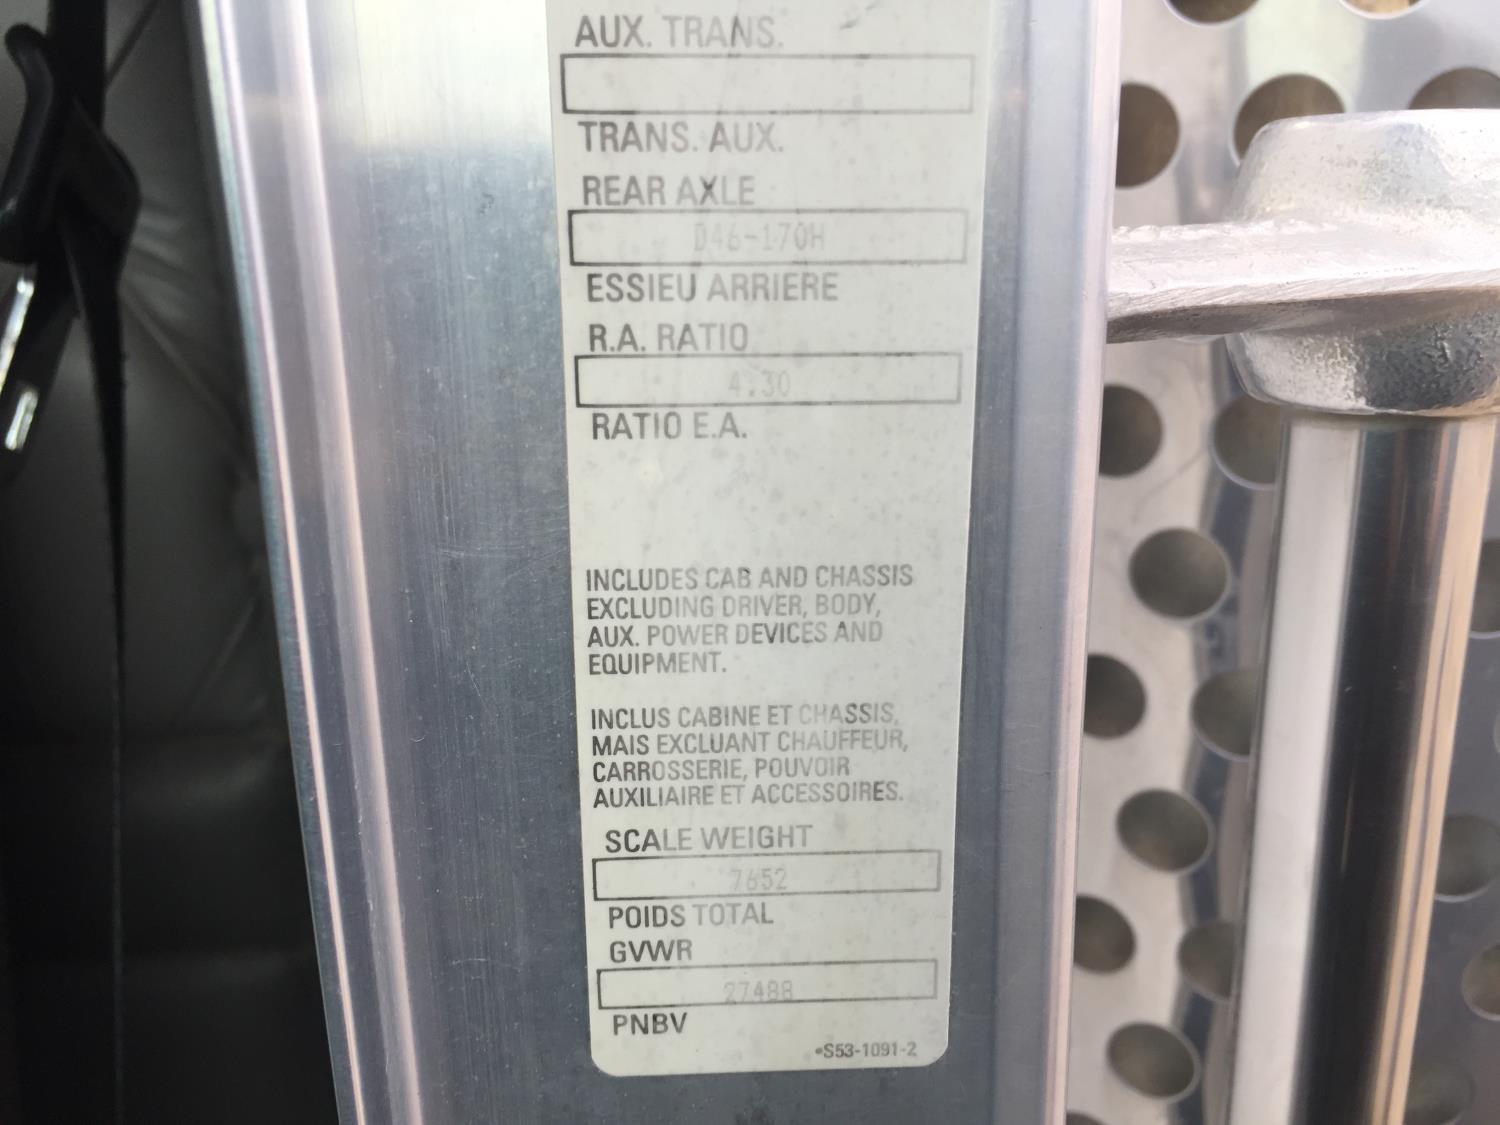 AUX. TRANS.
TRANS. AUX.
REAR AXLE
D46-170H
ESSIEU ARRIERE
R.A. RATIO
4.30
RATIO E.A.
INCLUDES CAB AND CHASSIS
EXCLUDING DRIVER, BODY,
AUX. POWER DEVICES AND
EQUIPMENT.
INCLUS CABINE ET CHASSIS,
MAIS EXCLUANT CHAUFFEUR,
CARROSSERIE, POUVOIR
AUXILIAIRE ET ACCESSOIRES.
SCALE WEIGHT
7652
POIDS TOTAL
GVWR
27488
PNBV
•S53-1091-2